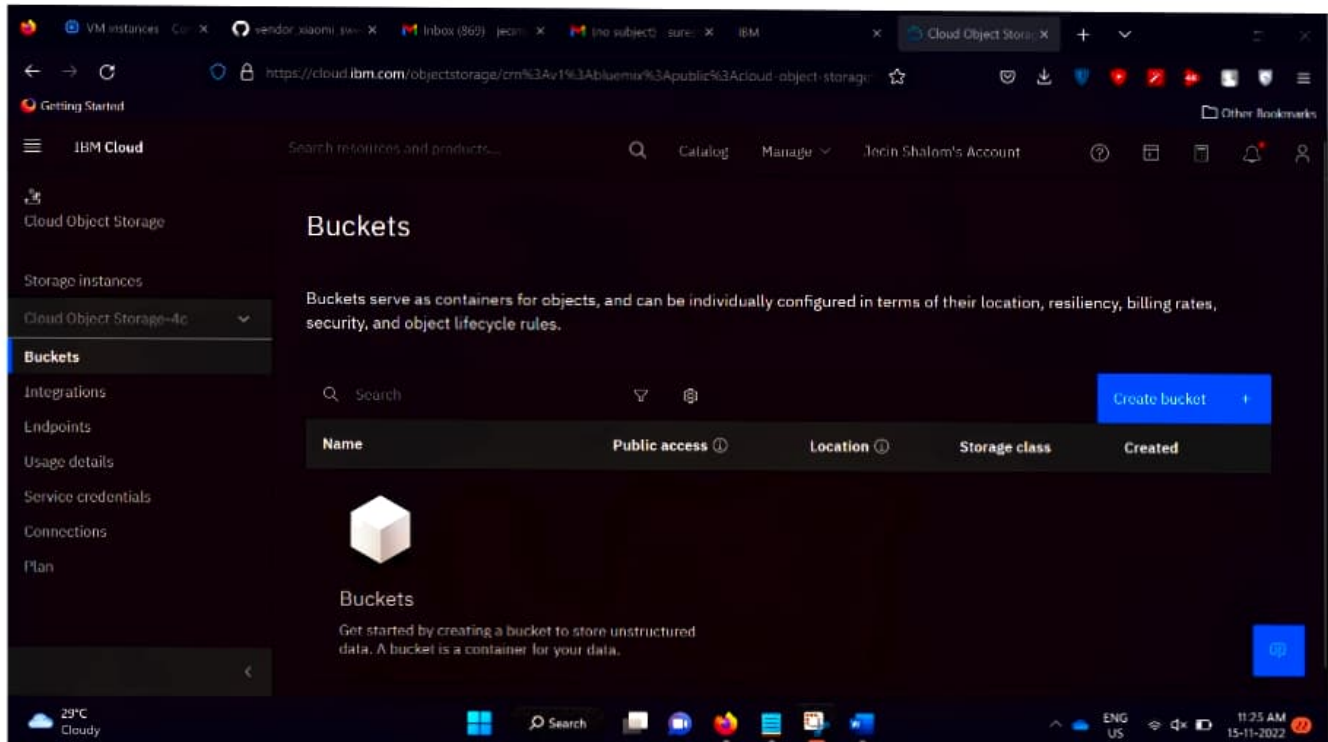 VM instances
vendor_xiaomi_sw
Inbox (869)
(no subject)
IBM
Cloud Object Storag
https://cloud.ibm.com/objectstorage/crn%3Av1%3Abluemix%3Apublic%3Acloud-object-storage
Getting Started
Other Bookmarks
IBM Cloud
Search resources and products...
Catalog
Manage
Jecin Shalom's Account
Cloud Object Storage
Storage instances
Cloud Object Storage-4c
Buckets
Integrations
Endpoints
Usage details
Service credentials
Connections
Plan
Buckets
Buckets serve as containers for objects, and can be individually configured in terms of their location, resiliency, billing rates,
security, and object lifecycle rules.
Search
Create bucket +
Name Public access Location Storage class Created
Buckets
Get started by creating a bucket to store unstructured
data. A bucket is a container for your data.
29°C
Cloudy
Search
ENG
US
11:25 AM
15-11-2022
22